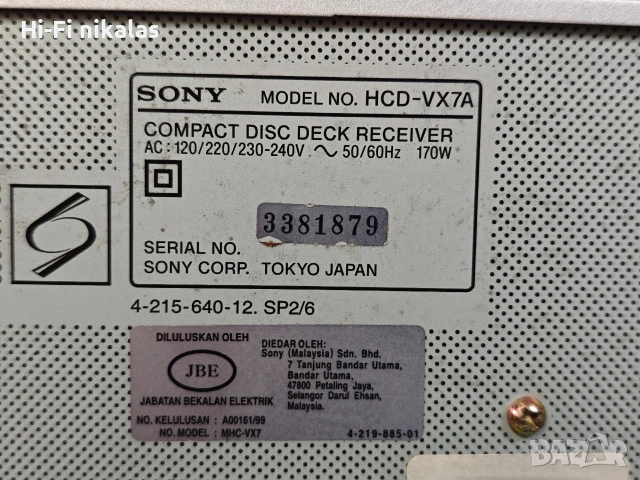 Hi-Fi nikalas
SONY MODEL NO. HCD-VX7A
COMPACT DISC DECK RECEIVER
AC: 120/220/230-240V ~ 50/60Hz 170W
3381879
SERIAL NO.
SONY CORP. TOKYO JAPAN
4-215-640-12. SP2/6
DILULUSKAN OLEH
JBE
JABATAN BEKALAN ELEKTRIK
NO. KELULUSAN : A00161/99
NO. MODEL : MHC-VX7
DIEDAR OLEH:
Sony (Malaysia) Sdn. Bhd.
7 Tanjung Bandar Utama,
Bandar Utama,
47800 Petaling Jaya,
Selangor Darul Ehsan,
Malaysia.
4-219-885-01
BAZAR